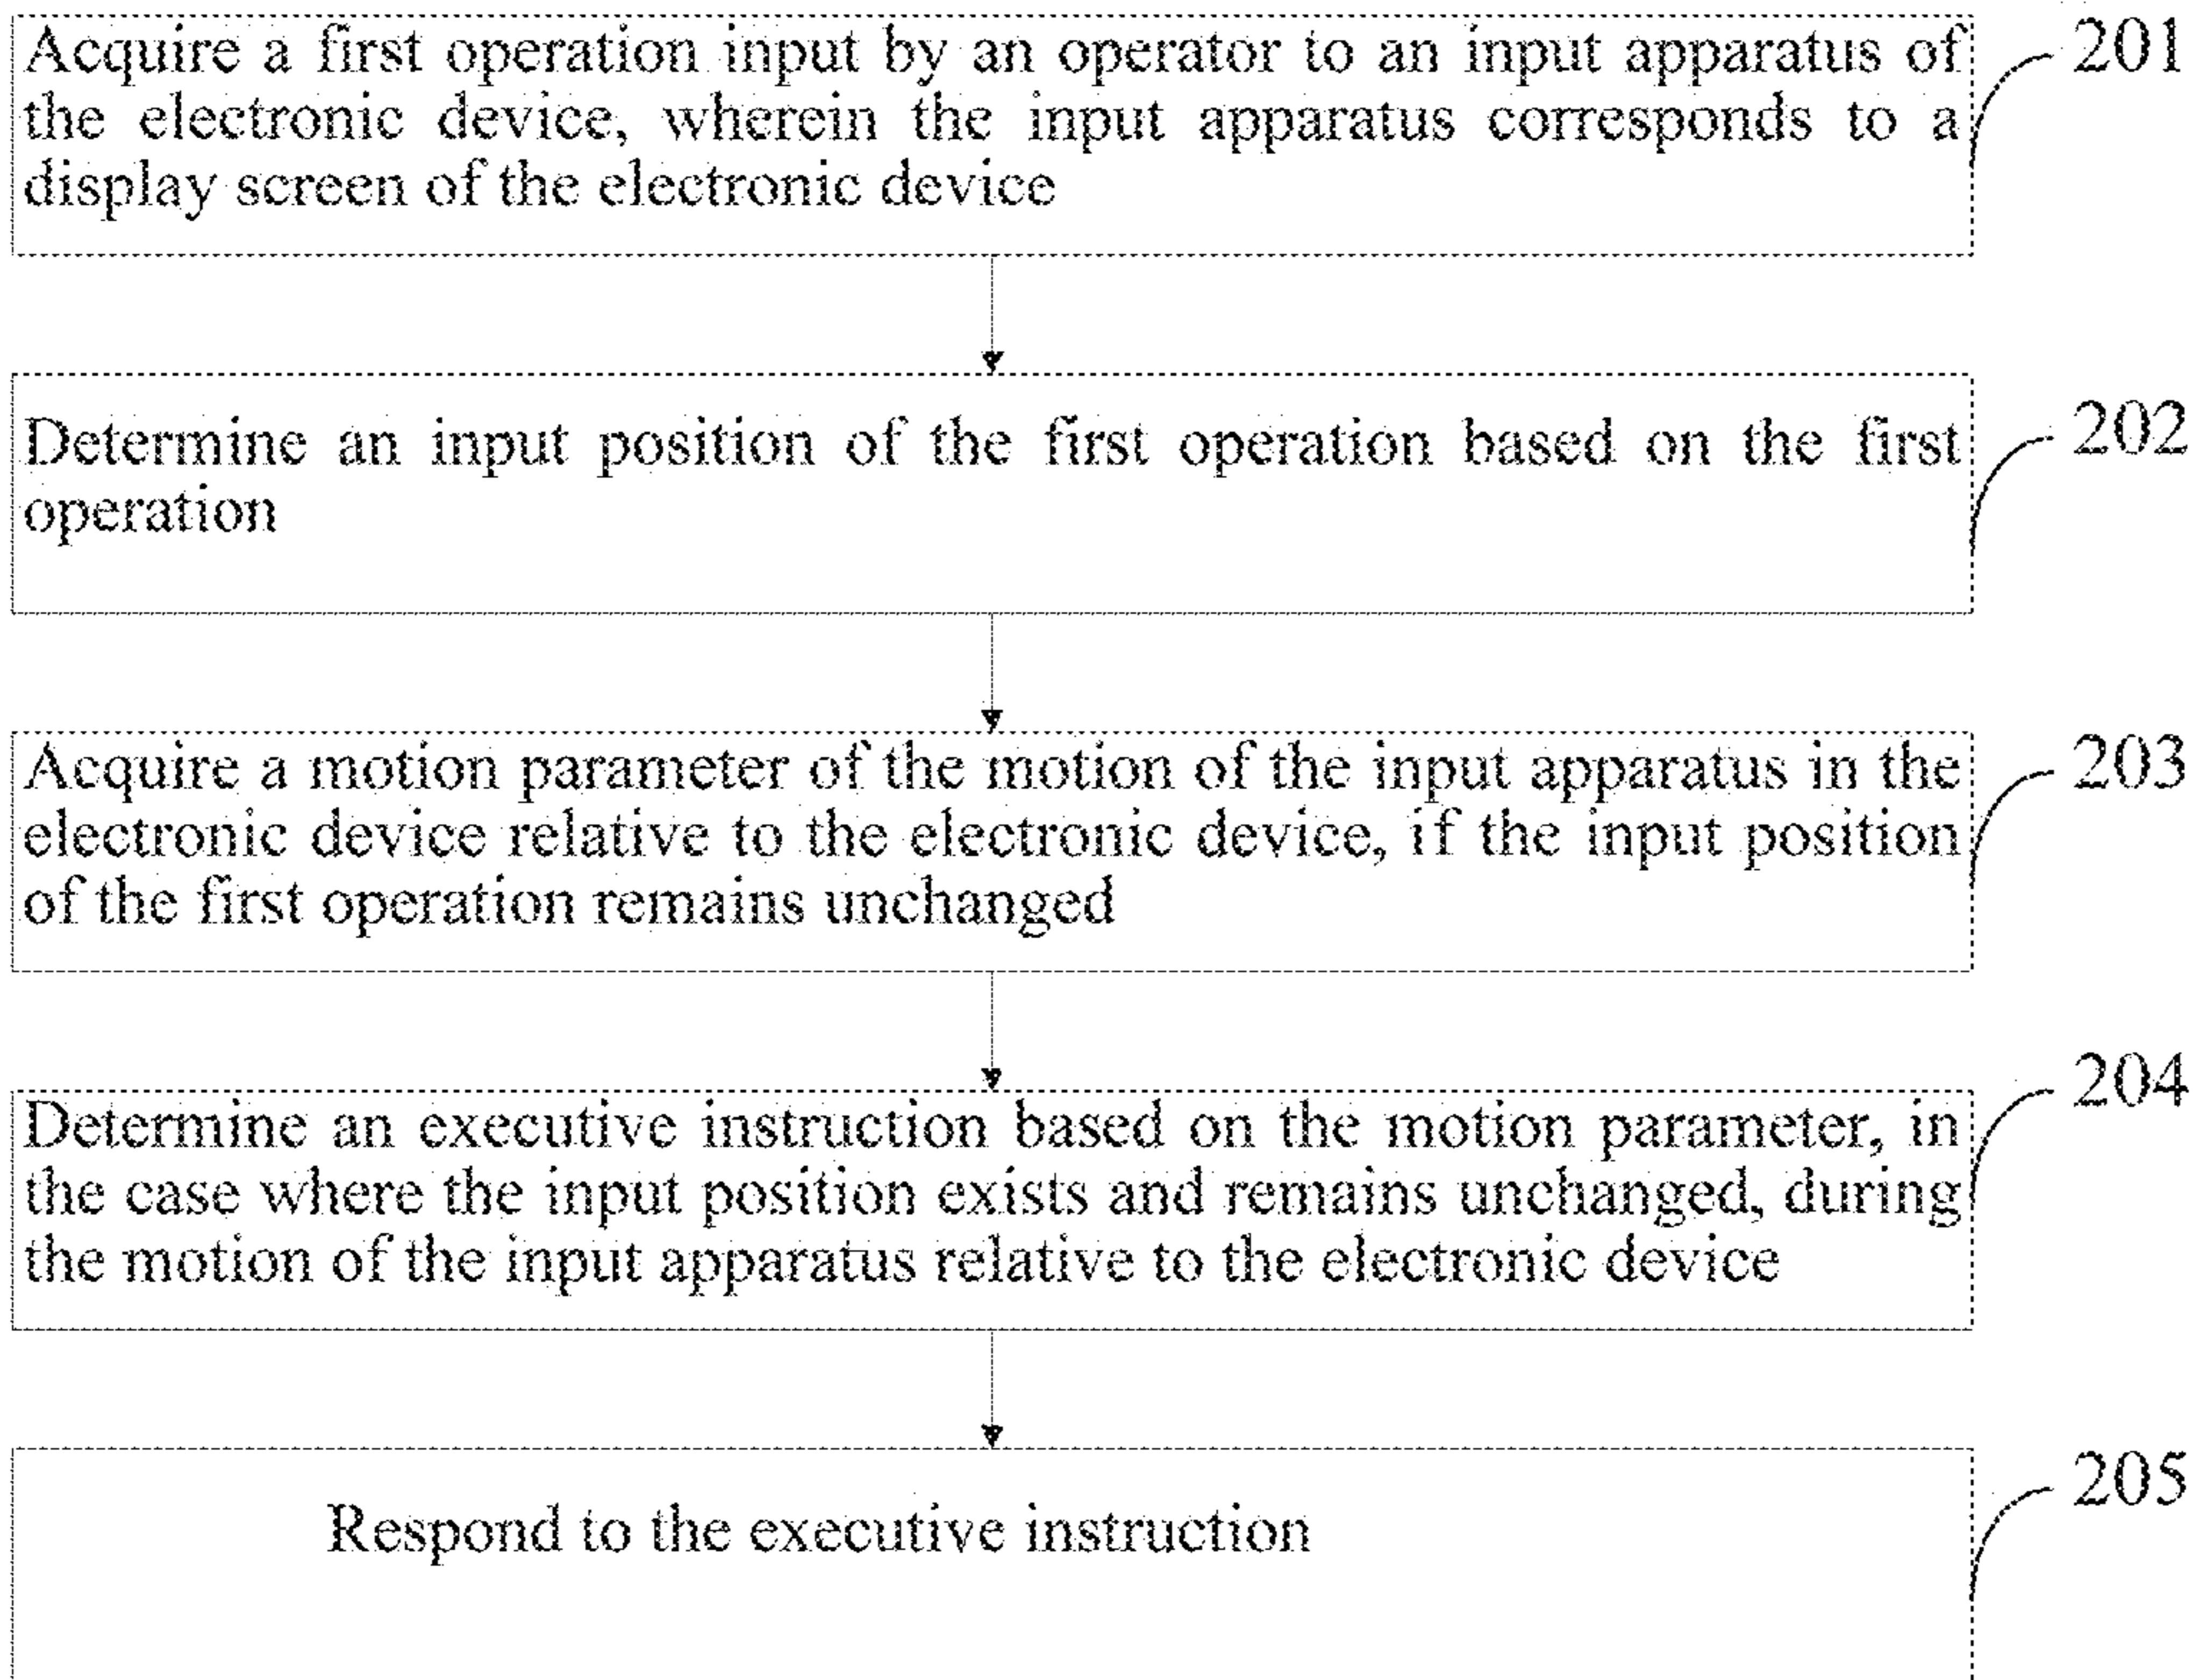 Acquire a first operation input by an operator to an input apparatus of
the electronic device, wherein the input apparatus corresponds to a
display screen of the electronic device
201
Determine an input position of the first operation based on the first
operation
202
Acquire a motion parameter of the motion of the input apparatus in the
electronic device relative to the electronic device, if the input position
of the first operation remains unchanged
203
Determine an executive instruction based on the motion parameter, in
the case where the input position exists and remains unchanged, during
the motion of the input apparatus relative to the electronic device
204
Respond to the executive instruction
205